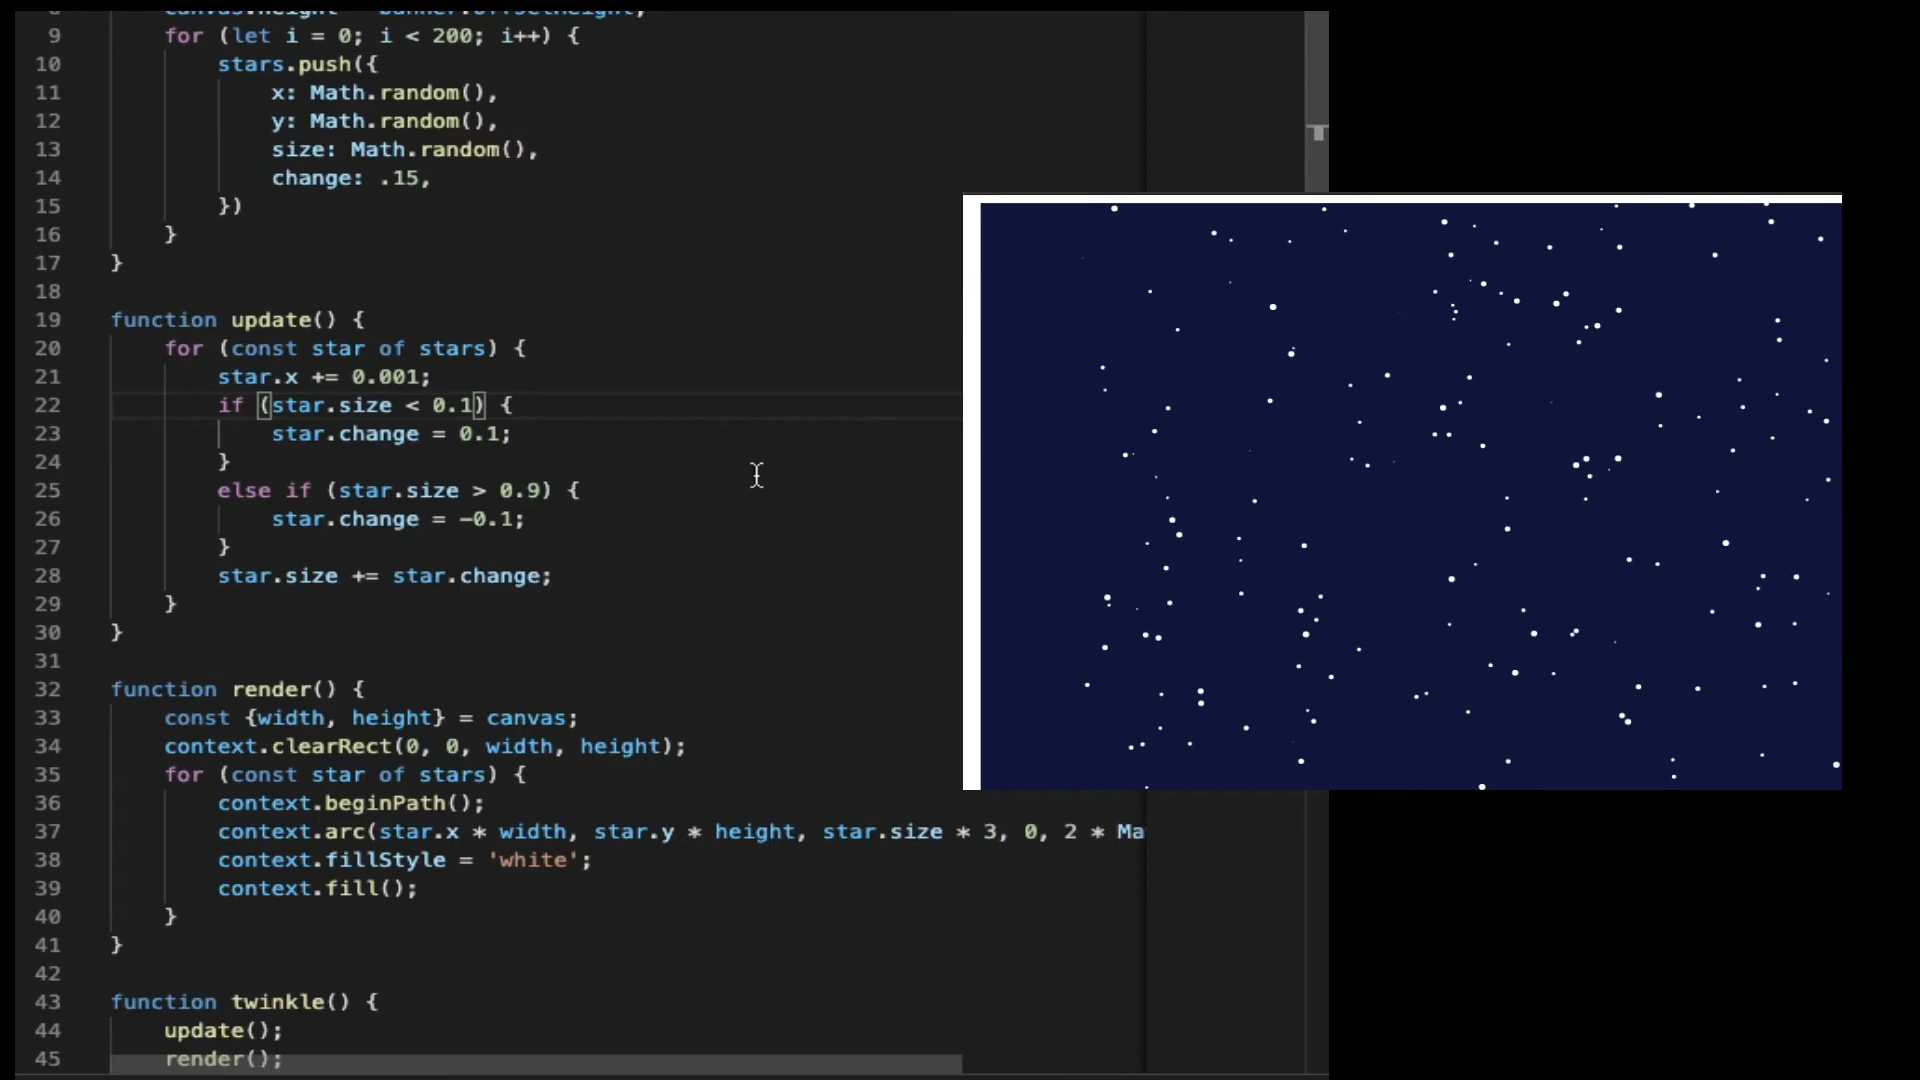 8 canvas.height = banner.offsetHeight;
9 for (let i = 0; i < 200; i++) {
10 stars.push({
11 x: Math.random(),
12 y: Math.random(),
13 size: Math.random(),
14 change: .15,
15 })
16 }
17 }
18
19 function update() {
20 for (const star of stars) {
21 star.x += 0.001;
22 if (star.size < 0.1) {
23 star.change = 0.1;
24 }
25 else if (star.size > 0.9) {
26 star.change = -0.1;
27 }
28 star.size += star.change;
29 }
30 }
31
32 function render() {
33 const {width, height} = canvas;
34 context.clearRect(0, 0, width, height);
35 for (const star of stars) {
36 context.beginPath();
37 context.arc(star.x * width, star.y * height, star.size * 3, 0, 2 * Ma
38 context.fillStyle = 'white';
39 context.fill();
40 }
41 }
42
43 function twinkle() {
44 update();
45 render();